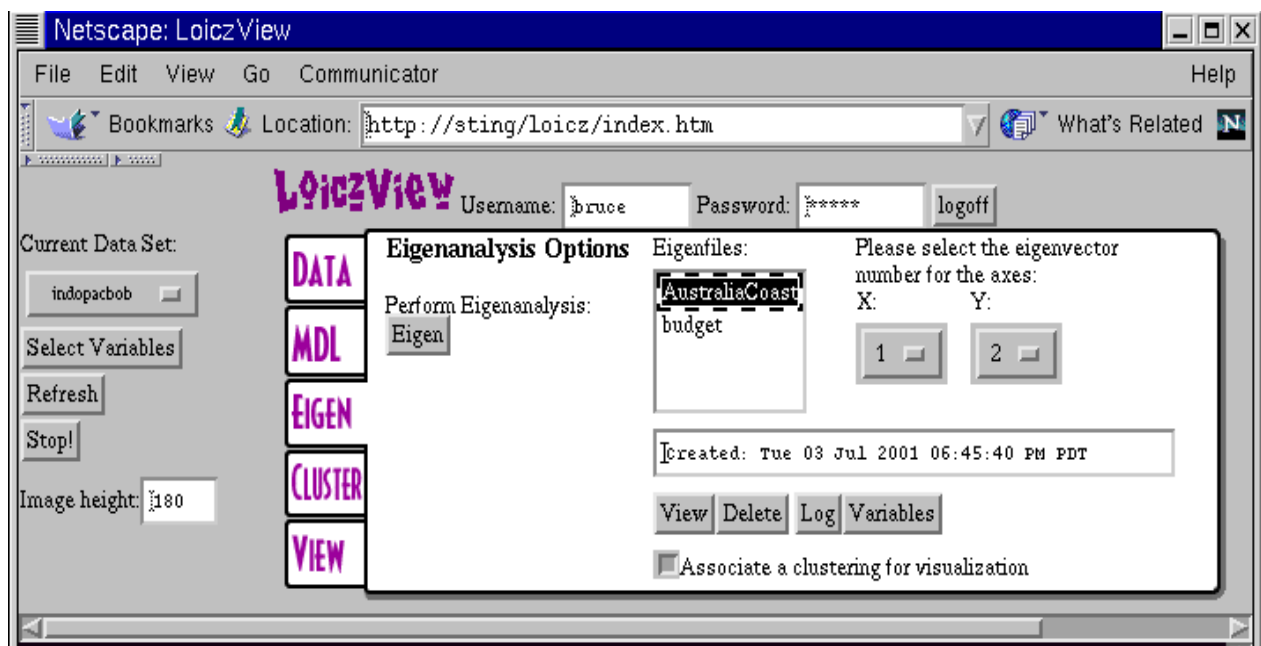 Netscape: LoiczView
File Edit View Go Communicator Help
Bookmarks Location: http://sting/loicz/index.htm What's Related N
LoiczView Username: bruce Password: ***** logoff
Current Data Set:
indopacbob
Select Variables
Refresh
Stop!
Image height: 180
DATA
MDL
EIGEN
CLUSTER
VIEW
Eigenanalysis Options
Perform Eigenanalysis:
Eigen
Eigenfiles:
AustraliaCoast
budget
Please select the eigenvector
number for the axes:
X: Y:
1 2
Created: Tue 03 Jul 2001 06:45:40 PM PDT
View Delete Log Variables
Associate a clustering for visualization